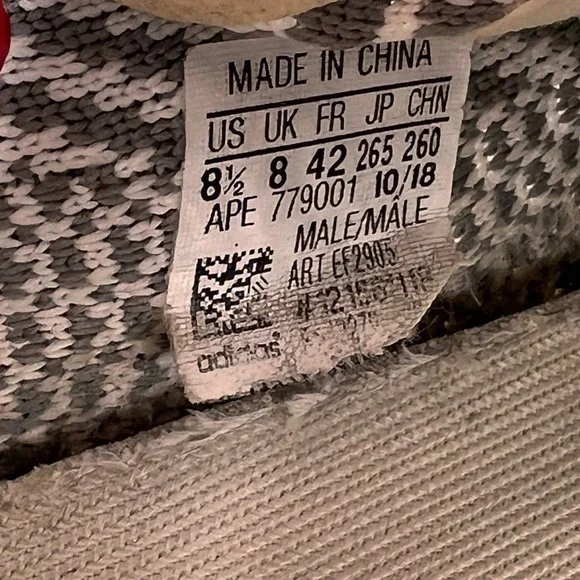 MADE IN CHINA
US UK FR JP CHN
8½ 8 42 265 260
APE 779001 10/18
MALE/MÂLE
ART EF2905
adidas